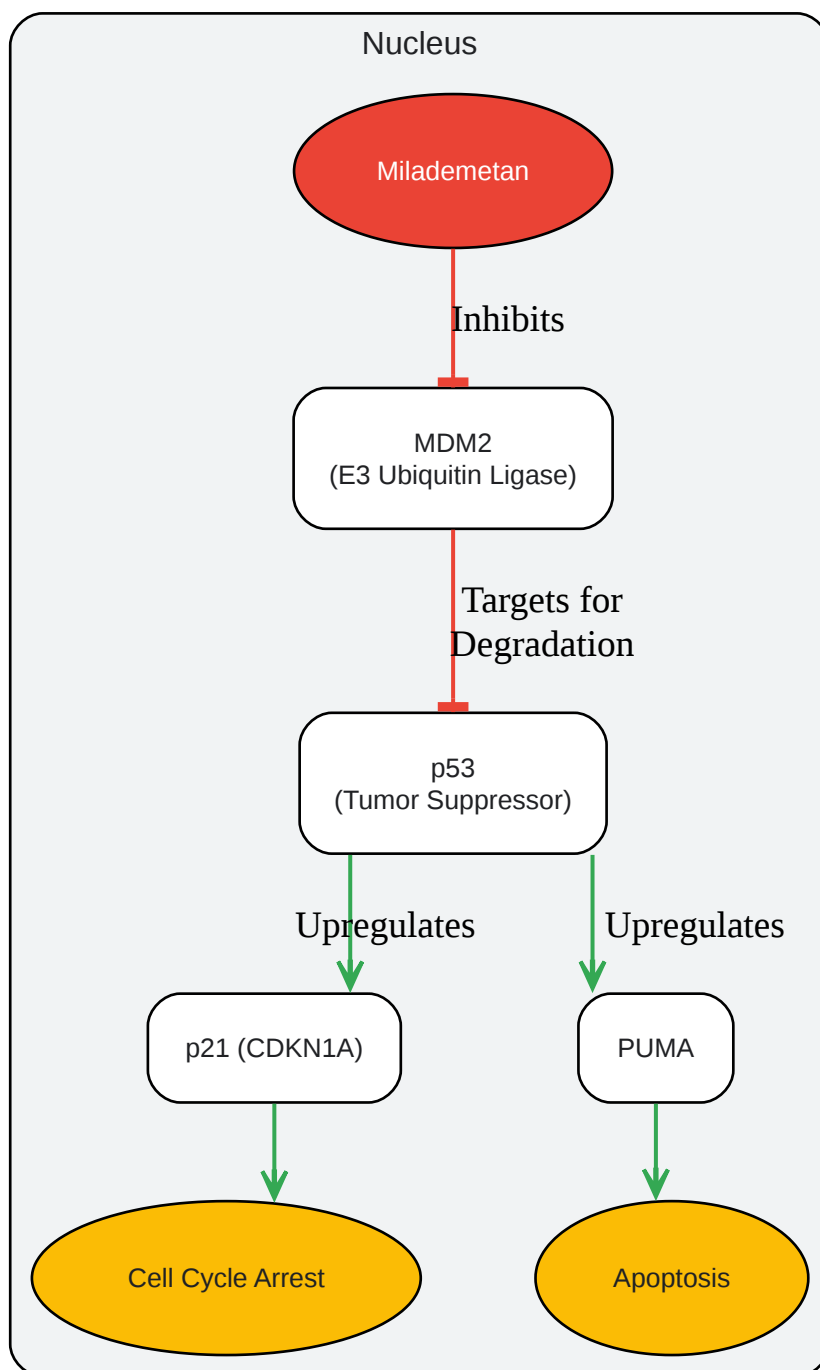 Nucleus
Milademetan
Inhibits
MDM2
(E3 Ubiquitin Ligase)
Targets for
Degradation
p53
(Tumor Suppressor)
Upregulates
Upregulates
p21 (CDKN1A)
PUMA
Cell Cycle Arrest
Apoptosis